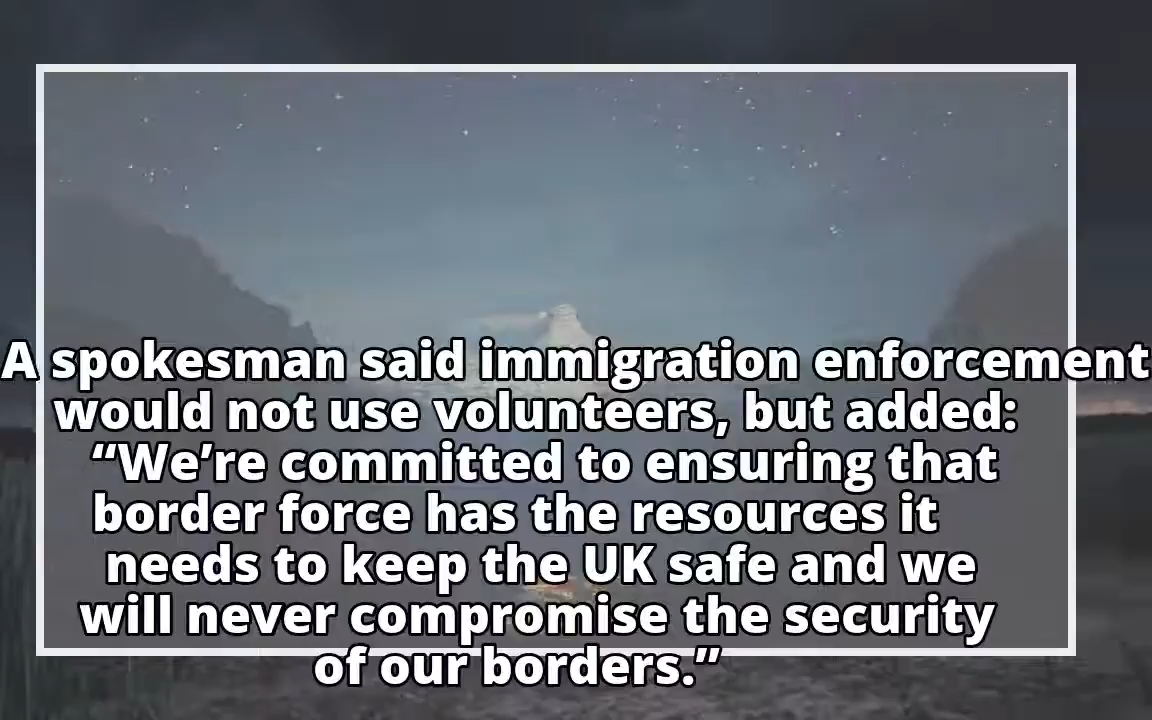 A spokesman said immigration enforcement
would not use volunteers, but added:
“We’re committed to ensuring that
border force has the resources it
needs to keep the UK safe and we
will never compromise the security
of our borders.”